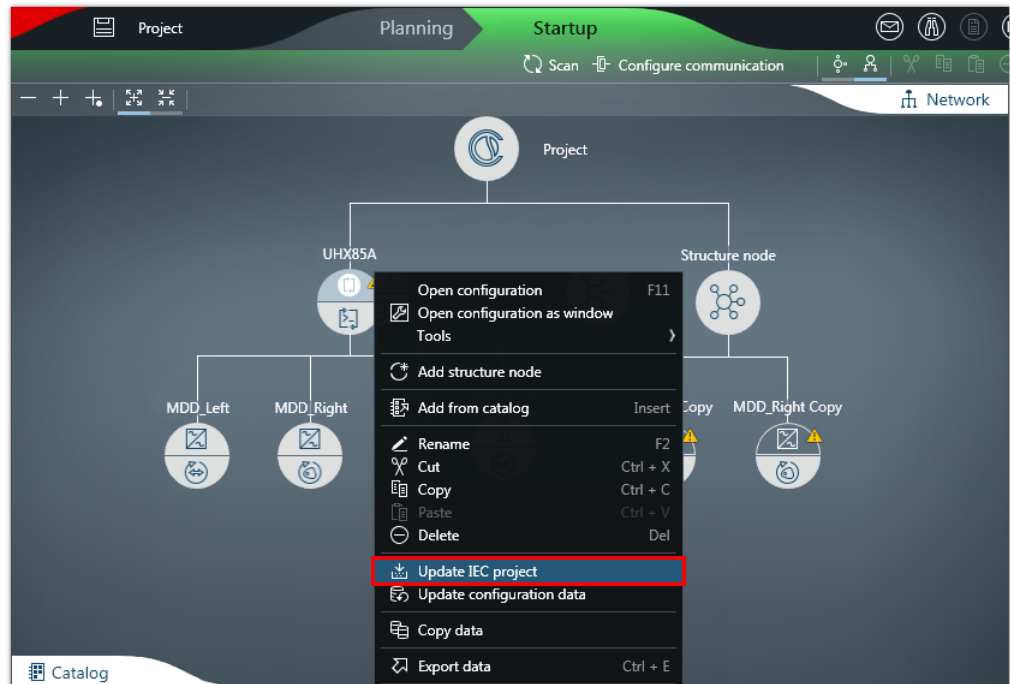 Project
Planning
Startup
Scan
Configure communication
Network
Project
UHX85A
Structure node
Open configuration F11
Open configuration as window
Tools
Add structure node
MDD_Left
MDD_Right
Add from catalog Insert
Copy
MDD_Right Copy
Rename F2
Cut Ctrl + X
Copy Ctrl + C
Paste Ctrl + V
Delete Del
Update IEC project
Update configuration data
Copy data
Export data Ctrl + E
Catalog